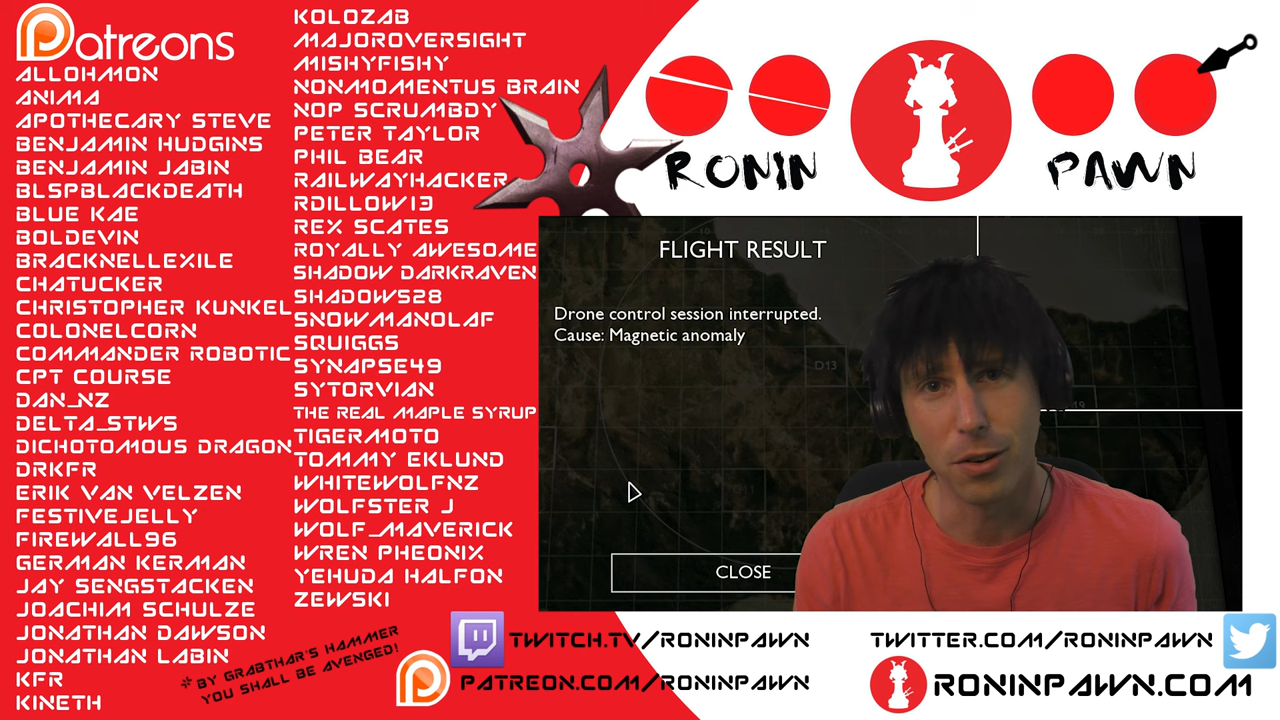 Patreons
ALLOHMON
ANIMA
APOTHECARY STEVE
BENJAMIN HUDGINS
BENJAMIN JABIN
BLSPBLACKDEATH
BLUE KAE
BOLDEVIN
BRACKNELLEXILE
CHATUCKER
CHRISTOPHER KUNKEL
COLONELCORN
COMMANDER ROBOTIC
CPT COURSE
DAN_NZ
DELTA_STWS
DICHOTOMOUS DRAGON
DRKFR
ERIK VAN VELZEN
FESTIVEJELLY
FIREWALL96
GERMAN KERMAN
JAY SENGSTACKEN
JOACHIM SCHULZE
JONATHAN DAWSON
JONATHAN LABIN
KFR
KINETH
KOLOZAB
MAJOROVERSIGHT
MISHYFISHY
NONMOMENTUS BRAIN
NOP SCRUMBDY
PETER TAYLOR
PHIL BEAR
RAILWAYHACKER
RDILLOW13
REX SCATES
ROYALLY AWESOME
SHADOW DARKRAVEN
SHADOWS28
SNOWMANOLAF
SQUIGGS
SYNAPSE49
SYTORVIAN
THE REAL MAPLE SYRUP
TIGERMOTO
TOMMY EKLUND
WHITEWOLFNZ
WOLFSTER J
WOLF_MAVERICK
WREN PHEONIX
YEHUDA HALFON
ZEWSKI
* BY GRABTHAR'S HAMMER
YOU SHALL BE AVENGED!
RONIN PAWN
FLIGHT RESULT
Drone control session interrupted.
Cause: Magnetic anomaly
D13
G11
CLOSE
TWITCH.TV/RONINPAWN
PATREON.COM/RONINPAWN
TWITTER.COM/RONINPAWN
RONINPAWN.COM